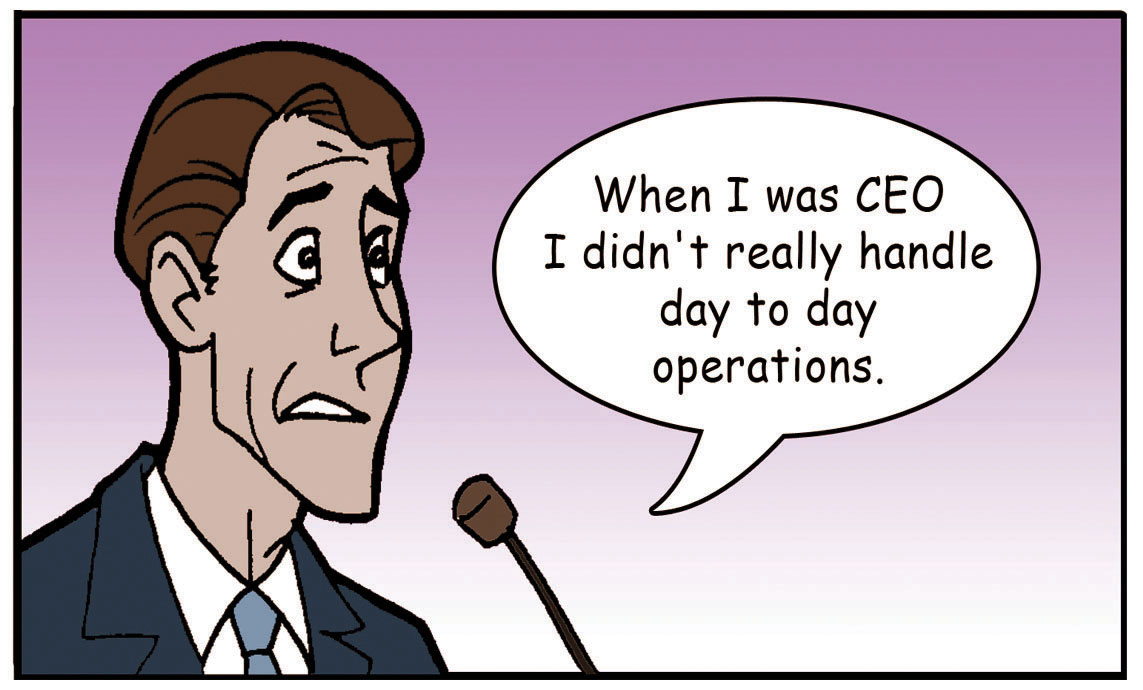 When I was CEO
I didn't really handle
day to day
operations.